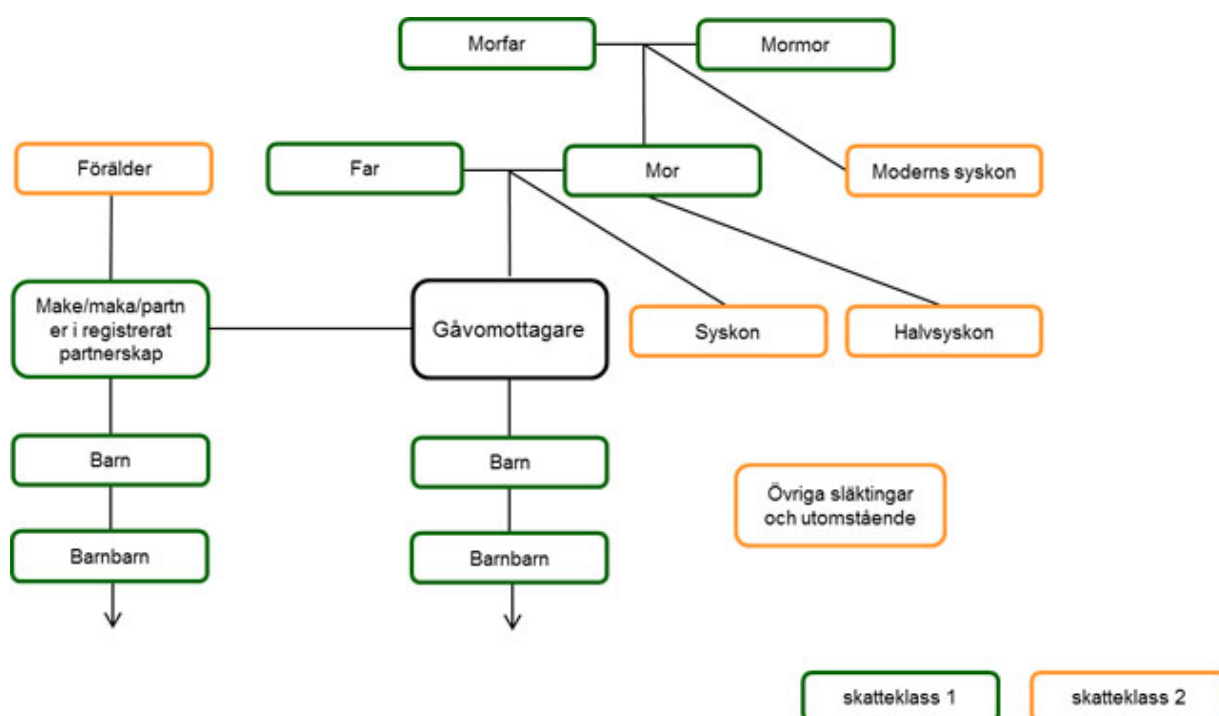 Morfar
Mormor
Förälder
Far
Mor
Moderns syskon
Make/maka/partn
er i registrerat
partnerskap
Gåvomottagare
Syskon
Halvsyskon
Barn
Barn
Övriga släktingar
och utomstående
Barnbarn
Barnbarn
skatteklass 1
skatteklass 2